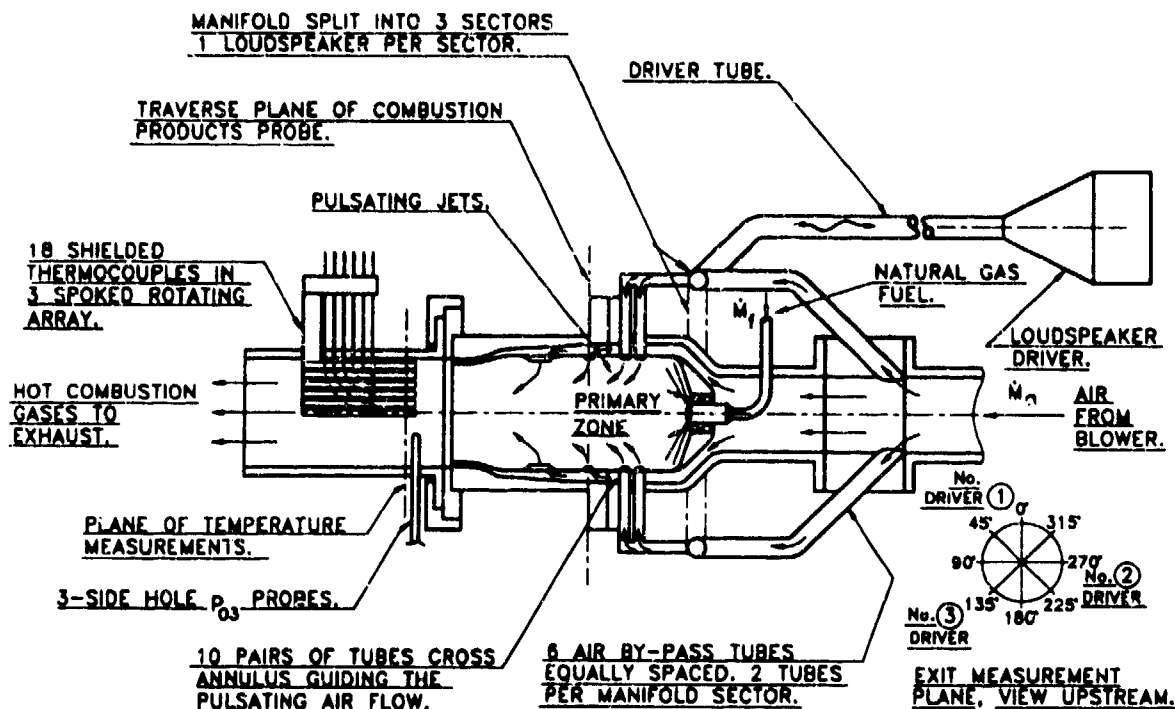 MANIFOLD SPLIT INTO 3 SECTORS
1 LOUDSPEAKER PER SECTOR.
DRIVER TUBE.
TRAVERSE PLANE OF COMBUSTION
PRODUCTS PROBE.
PULSATING JETS.
18 SHIELDED
THERMOCOUPLES IN
3 SPOKED ROTATING
ARRAY.
NATURAL GAS
FUEL.
Ṁf
LOUDSPEAKER
DRIVER.
HOT COMBUSTION
GASES TO
EXHAUST.
PRIMARY
ZONE
Ṁa
AIR
FROM
BLOWER.
PLANE OF TEMPERATURE
MEASUREMENTS.
3-SIDE HOLE P03 PROBES.
10 PAIRS OF TUBES CROSS
ANNULUS GUIDING THE
PULSATING AIR FLOW.
6 AIR BY-PASS TUBES
EQUALLY SPACED. 2 TUBES
PER MANIFOLD SECTOR.
No.
DRIVER 1
0°
45° 315°
90° 270°
No. 2
DRIVER
135° 225°
180°
No. 3
DRIVER
EXIT MEASUREMENT
PLANE, VIEW UPSTREAM.